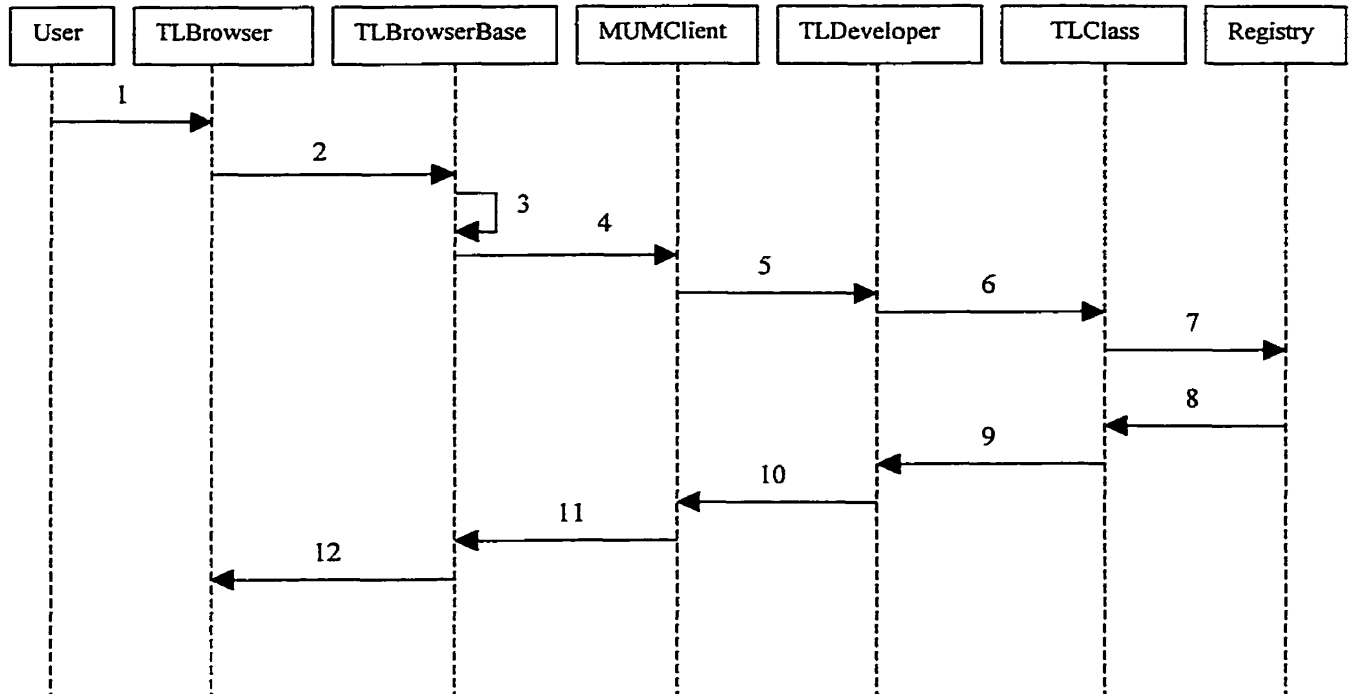 User
TLBrowser
TLBrowserBase
MUMClient
TLDeveloper
TLClass
Registry
1
2
3
4
5
6
7
8
9
10
11
12